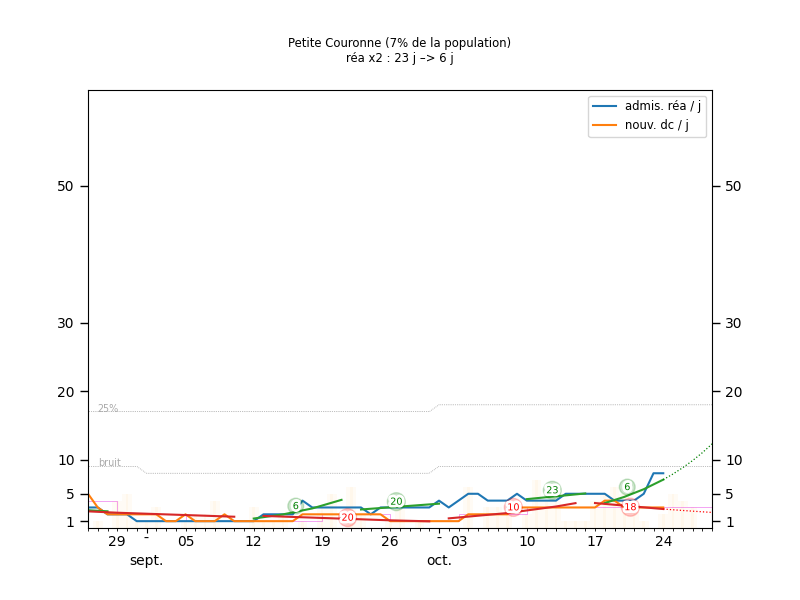 Petite Couronne (7% de la population)
réa x2 : 23 j –> 6 j
admis. réa / j
nouv. dc / j
50 50
30 30
20 20
25%
10 10
bruit
5 5
1 1
6 20 20 10 23 6 18
29 - 05 12 19 26 - 03 10 17 24
sept. oct.